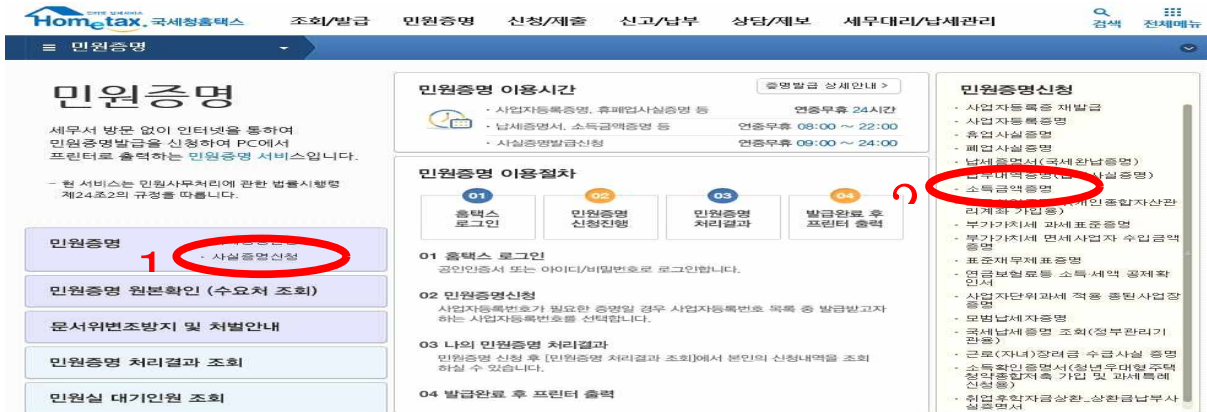 Hometax. 국세청홈택스
조회/발급 민원증명 신청/제출 신고/납부 상담/제보 세무대리/납세관리
검색 전체메뉴
민원증명
민원증명
세무서 방문 없이 인터넷을 통하여
민원증명발급을 신청하여 PC에서
프린터로 출력하는 민원증명 서비스입니다.
- 현 서비스는 민원사무처리에 관한 법률시행령
제24조2의 규정을 따릅니다.
민원증명
1
· 사실증명신청
민원증명 원본확인 (수요처 조회)
문서위변조방지 및 처벌안내
민원증명 처리결과 조회
민원실 대기인원 조회
민원증명 이용시간
증명발급 상세안내 >
· 사업자등록증명, 휴폐업사실증명 등 연중무휴 24시간
· 납세증명서, 소득금액증명 등 연중무휴 08:00 ~ 22:00
· 사실증명발급신청 연중무휴 09:00 ~ 24:00
민원증명 이용절차
01 02 03 04
홈택스 로그인
민원증명 신청진행
민원증명 처리결과
발급완료 후 프린터 출력
01 홈택스 로그인
공인인증서 또는 아이디/비밀번호로 로그인합니다.
02 민원증명신청
사업자등록번호가 필요한 증명일 경우 사업자등록번호 목록 중 발급받고자
하는 사업자등록번호를 선택합니다.
03 나의 민원증명 처리결과
민원증명 신청 후 [민원증명 처리결과 조회]에서 본인의 신청내역을 조회
하실 수 있습니다.
04 발급완료 후 프린터 출력
민원증명신청
· 사업자등록증 재발급
· 사업자등록증명
· 휴업사실증명
· 폐업사실증명
· 납세증명서(국세완납증명)
· 소득금액증명
리계좌 가입용)
· 부가가치세 과세표준증명
· 부가가치세 면세사업자 수입금액
증명
· 표준재무제표증명
· 연금보험료등 소득·세액 공제확
인서
· 사업자단위과세 적용 종된사업장
증명
· 모범납세자증명
· 국세납세증명 조회(정부관리기
관용)
· 근로(자녀)장려금 수급사실 증명
· 소득확인증명서(청년우대형주택
청약종합저축 가입 및 과세특례
신청용)
· 취업후학자금상환_상환금납부사
실증명서